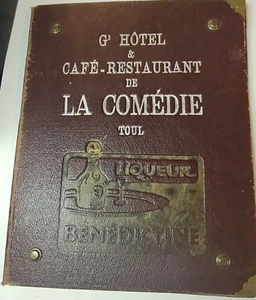 Gᵈ HÔTEL
&
CAFÉ-RESTAURANT
DE
LA COMÉDIE
TOUL
LIQUEUR
BÉNÉDICTINE